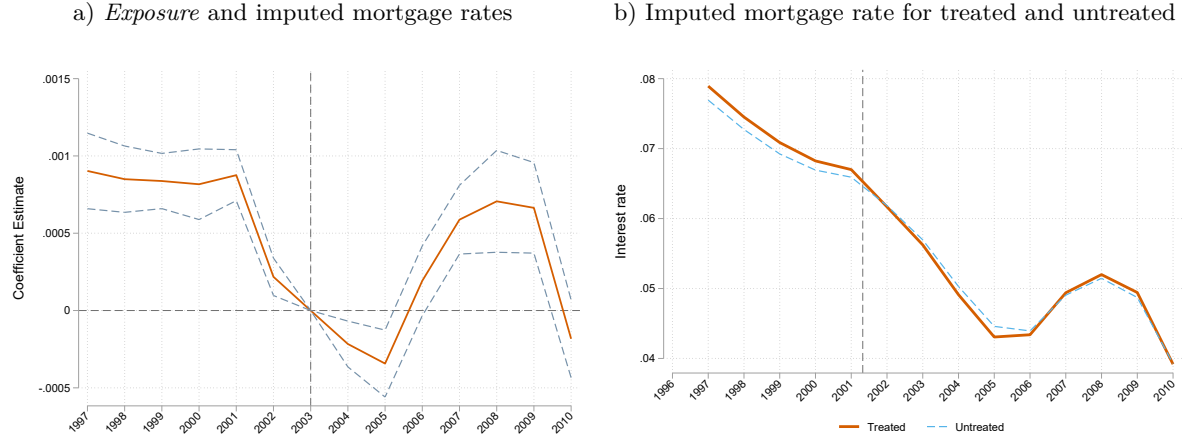 a) Exposure and imputed mortgage rates
.0015
.001
.0005
0
-.0005
Coefficient Estimate
1997 1998 1999 2000 2001 2002 2003 2004 2005 2006 2007 2008 2009 2010
b) Imputed mortgage rate for treated and untreated
.08
.07
.06
.05
.04
Interest rate
1996 1997 1998 1999 2000 2001 2002 2003 2004 2005 2006 2007 2008 2009 2010
Treated Untreated